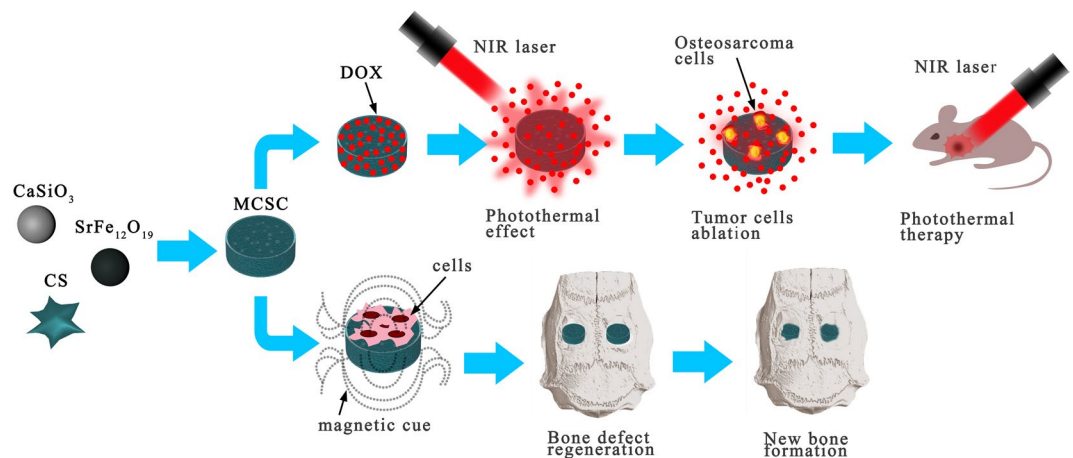 CaSiO₃
SrFe₁₂O₁₉
CS
MCSC
DOX
NIR laser
Photothermal
effect
Osteosarcoma
cells
Tumor cells
ablation
NIR laser
Photothermal
therapy
cells
magnetic cue
Bone defect
regeneration
New bone
formation